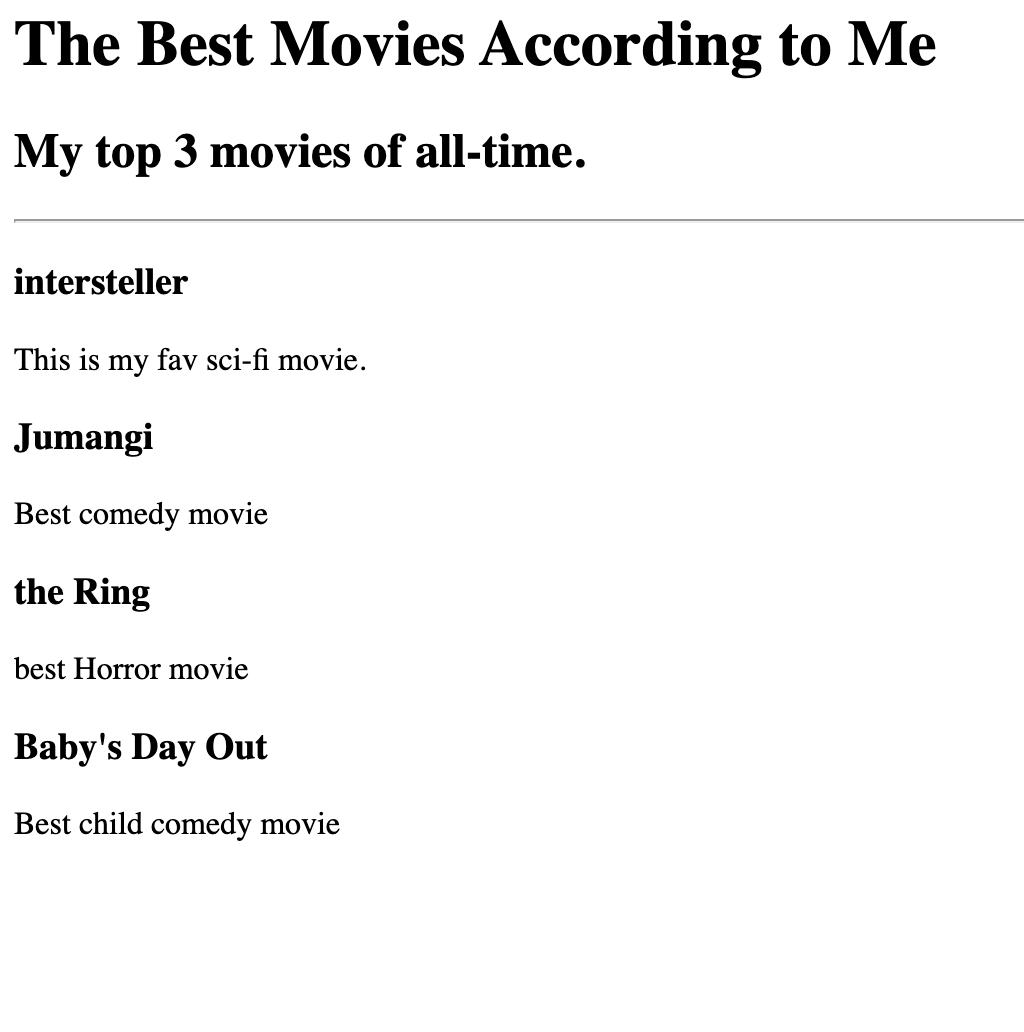 The Best Movies According to Me
My top 3 movies of all-time.
intersteller
This is my fav sci-fi movie.
Jumangi
Best comedy movie
the Ring
best Horror movie
Baby's Day Out
Best child comedy movie